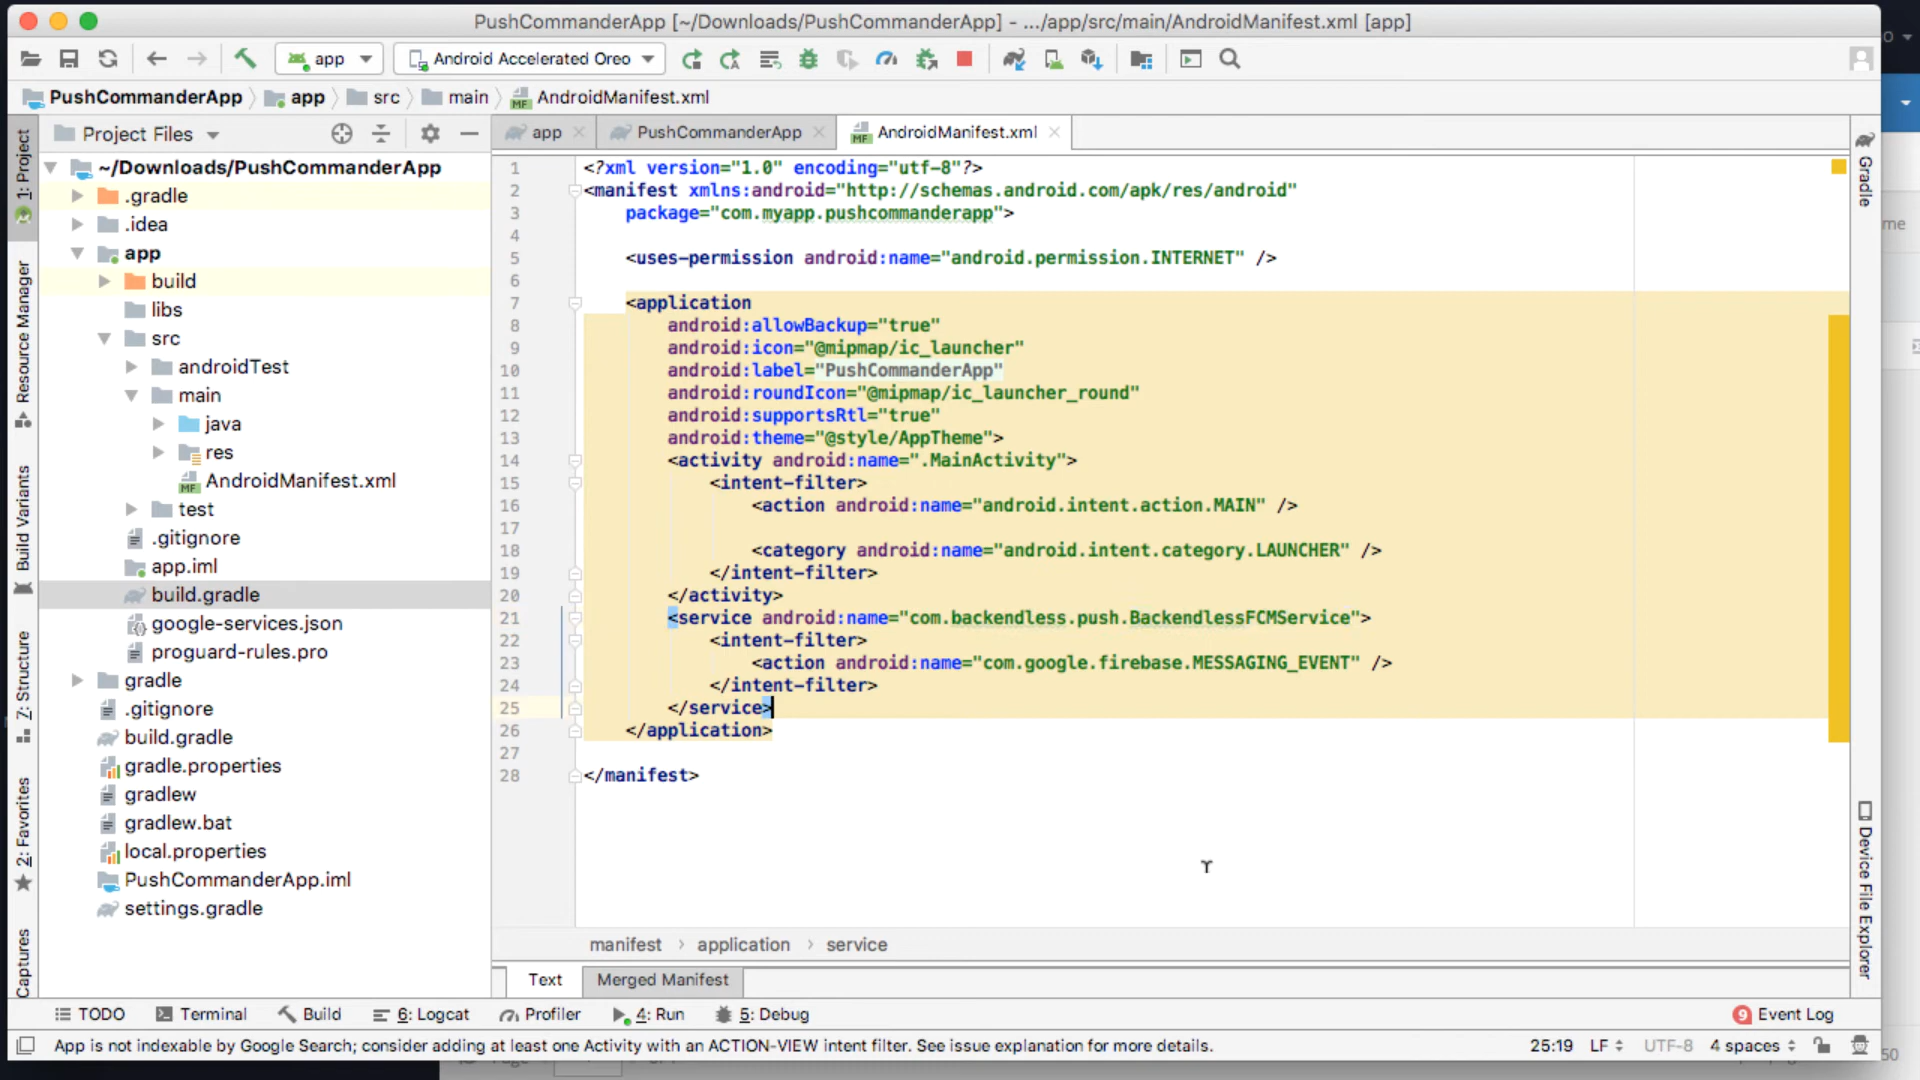 PushCommanderApp [~/Downloads/PushCommanderApp] - .../app/src/main/AndroidManifest.xml [app]
app
Android Accelerated Oreo
PushCommanderApp
app
src
main
AndroidManifest.xml
Project Files
app
PushCommanderApp
AndroidManifest.xml
1: Project
Resource Manager
Build Variants
7: Structure
2: Favorites
Captures
~/Downloads/PushCommanderApp
.gradle
.idea
app
build
libs
src
androidTest
main
java
res
AndroidManifest.xml
test
.gitignore
app.iml
build.gradle
google-services.json
proguard-rules.pro
gradle
.gitignore
build.gradle
gradle.properties
gradlew
gradlew.bat
local.properties
PushCommanderApp.iml
settings.gradle
1 <?xml version="1.0" encoding="utf-8"?>
2 <manifest xmlns:android="http://schemas.android.com/apk/res/android"
3 package="com.myapp.pushcommanderapp">
4
5 <uses-permission android:name="android.permission.INTERNET" />
6
7 <application
8 android:allowBackup="true"
9 android:icon="@mipmap/ic_launcher"
10 android:label="PushCommanderApp"
11 android:roundIcon="@mipmap/ic_launcher_round"
12 android:supportsRtl="true"
13 android:theme="@style/AppTheme">
14 <activity android:name=".MainActivity">
15 <intent-filter>
16 <action android:name="android.intent.action.MAIN" />
17
18 <category android:name="android.intent.category.LAUNCHER" />
19 </intent-filter>
20 </activity>
21 <service android:name="com.backendless.push.BackendlessFCMService">
22 <intent-filter>
23 <action android:name="com.google.firebase.MESSAGING_EVENT" />
24 </intent-filter>
25 </service>
26 </application>
27
28 </manifest>
Gradle
Device File Explorer
me
manifest › application › service
Text
Merged Manifest
TODO
Terminal
Build
6: Logcat
Profiler
4: Run
5: Debug
9 Event Log
App is not indexable by Google Search; consider adding at least one Activity with an ACTION-VIEW intent filter. See issue explanation for more details.
25:19
LF
UTF-8
4 spaces
50